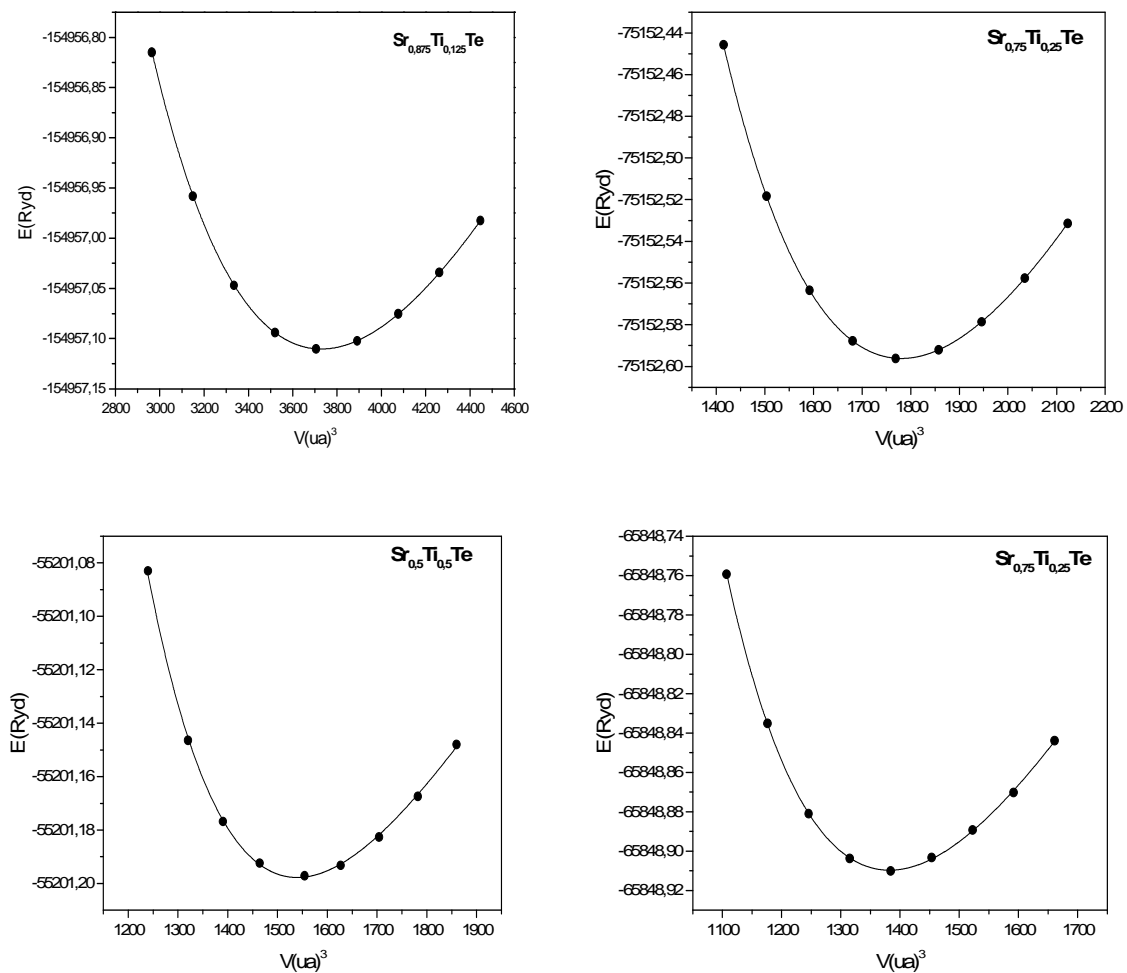 Sr0,875Ti0,125Te
-154956,80
-154956,85
-154956,90
-154956,95
-154957,00
-154957,05
-154957,10
-154957,15
E(Ryd)
2800 3000 3200 3400 3600 3800 4000 4200 4400 4600
V(ua)^3
Sr0,75Ti0,25Te
-75152,44
-75152,46
-75152,48
-75152,50
-75152,52
-75152,54
-75152,56
-75152,58
-75152,60
E(Ryd)
1400 1500 1600 1700 1800 1900 2000 2100 2200
V(ua)^3
Sr0,5Ti0,5Te
-55201,08
-55201,10
-55201,12
-55201,14
-55201,16
-55201,18
-55201,20
E(Ryd)
1200 1300 1400 1500 1600 1700 1800 1900
V(ua)^3
Sr0,75Ti0,25Te
-65848,74
-65848,76
-65848,78
-65848,80
-65848,82
-65848,84
-65848,86
-65848,88
-65848,90
-65848,92
E(Ryd)
1100 1200 1300 1400 1500 1600 1700
V(ua)^3